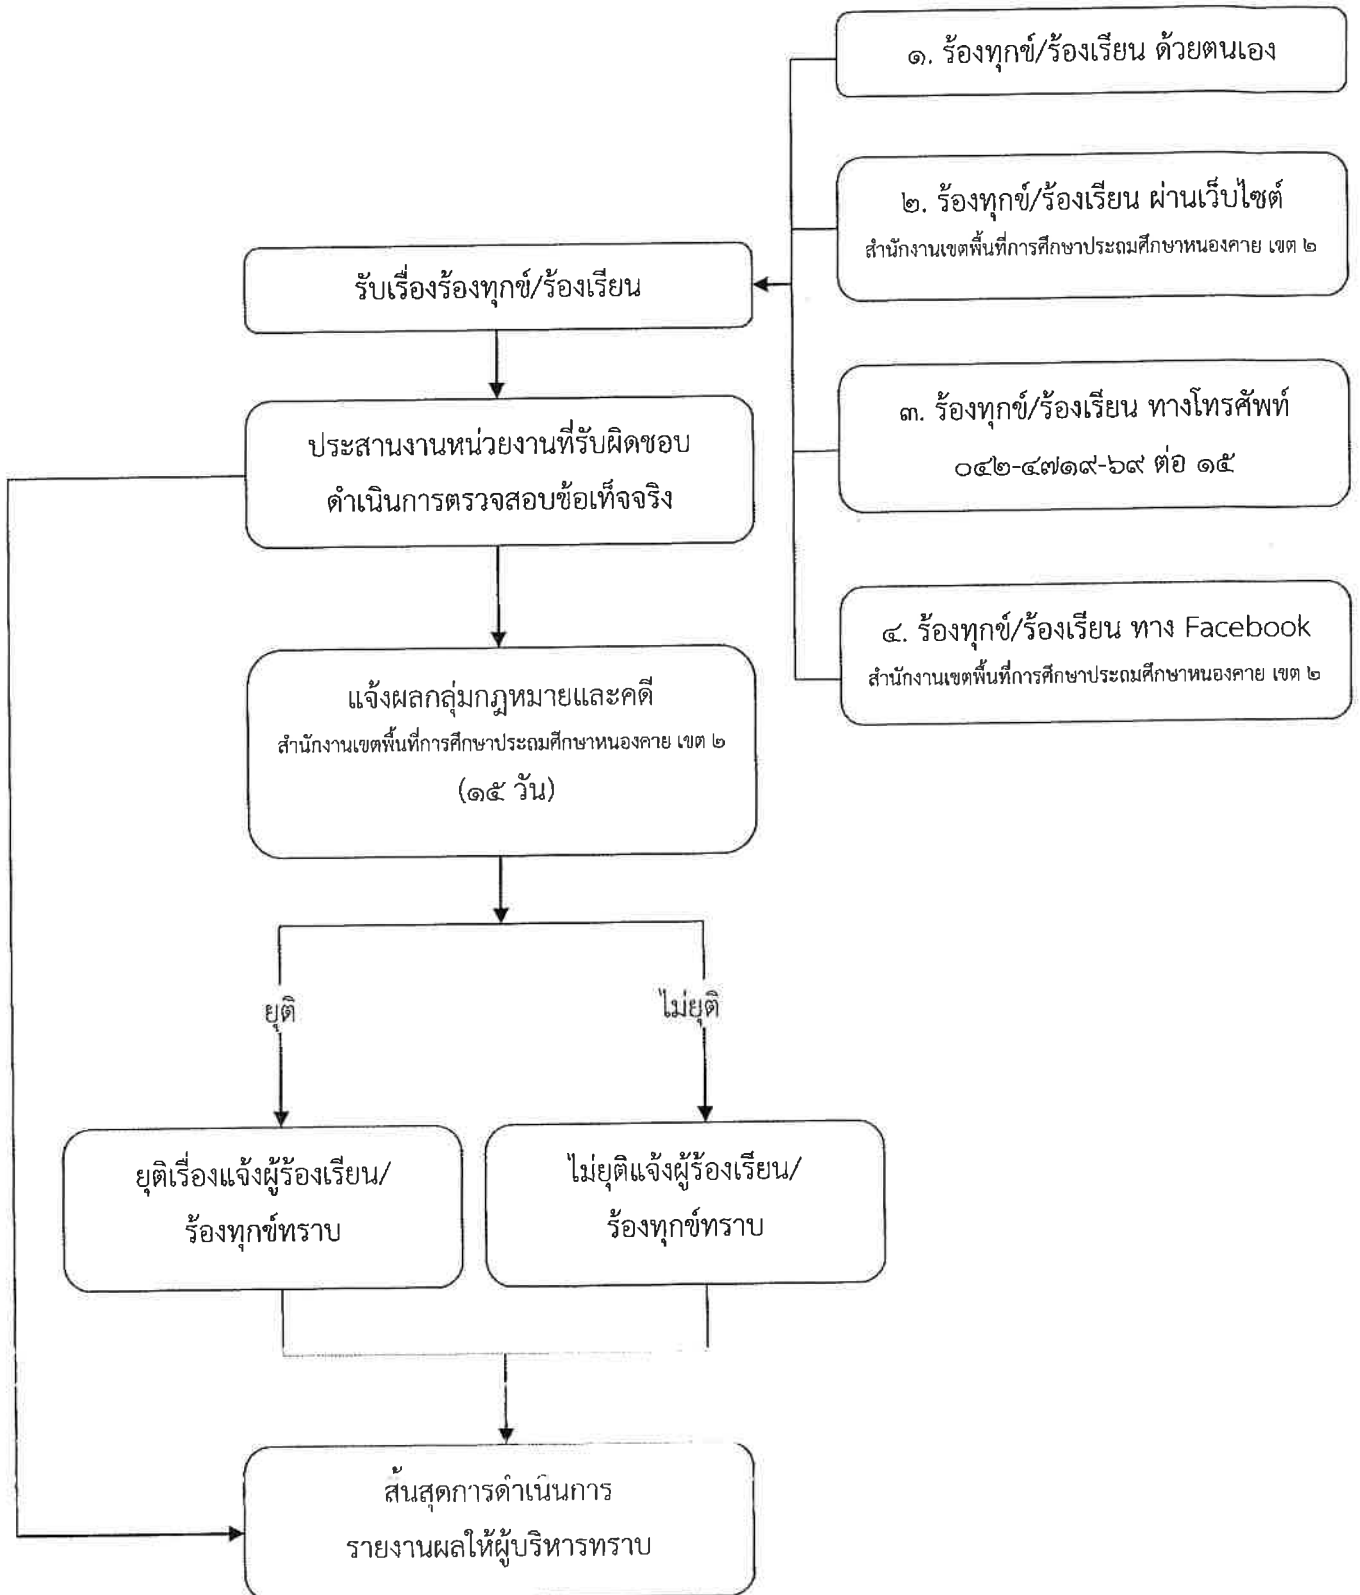 ๑. ร้องทุกข์/ร้องเรียน ด้วยตนเอง
๒. ร้องทุกข์/ร้องเรียน ผ่านเว็บไซต์
สำนักงานเขตพื้นที่การศึกษาประถมศึกษาหนองคาย เขต ๒
๓. ร้องทุกข์/ร้องเรียน ทางโทรศัพท์
๐๔๒-๔๗๑๙-๖๙ ต่อ ๑๕
๔. ร้องทุกข์/ร้องเรียน ทาง Facebook
สำนักงานเขตพื้นที่การศึกษาประถมศึกษาหนองคาย เขต ๒
รับเรื่องร้องทุกข์/ร้องเรียน
ประสานงานหน่วยงานที่รับผิดชอบ
ดำเนินการตรวจสอบข้อเท็จจริง
แจ้งผลกลุ่มกฎหมายและคดี
สำนักงานเขตพื้นที่การศึกษาประถมศึกษาหนองคาย เขต ๒
(๑๕ วัน)
ยุติ
ไม่ยุติ
ยุติเรื่องแจ้งผู้ร้องเรียน/
ร้องทุกข์ทราบ
ไม่ยุติแจ้งผู้ร้องเรียน/
ร้องทุกข์ทราบ
สิ้นสุดการดำเนินการ
รายงานผลให้ผู้บริหารทราบ